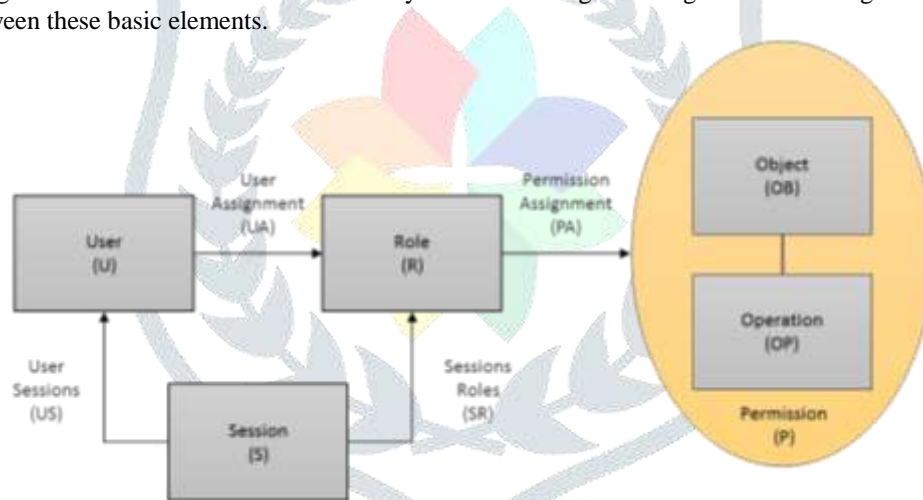 ween these basic elements.
User
Assignment
(UA)
Permission
Assignment
(PA)
Object
(OB)
User
(U)
Role
(R)
Operation
(OP)
User
Sessions
(US)
Sessions
Roles
(SR)
Session
(S)
Permission
(P)